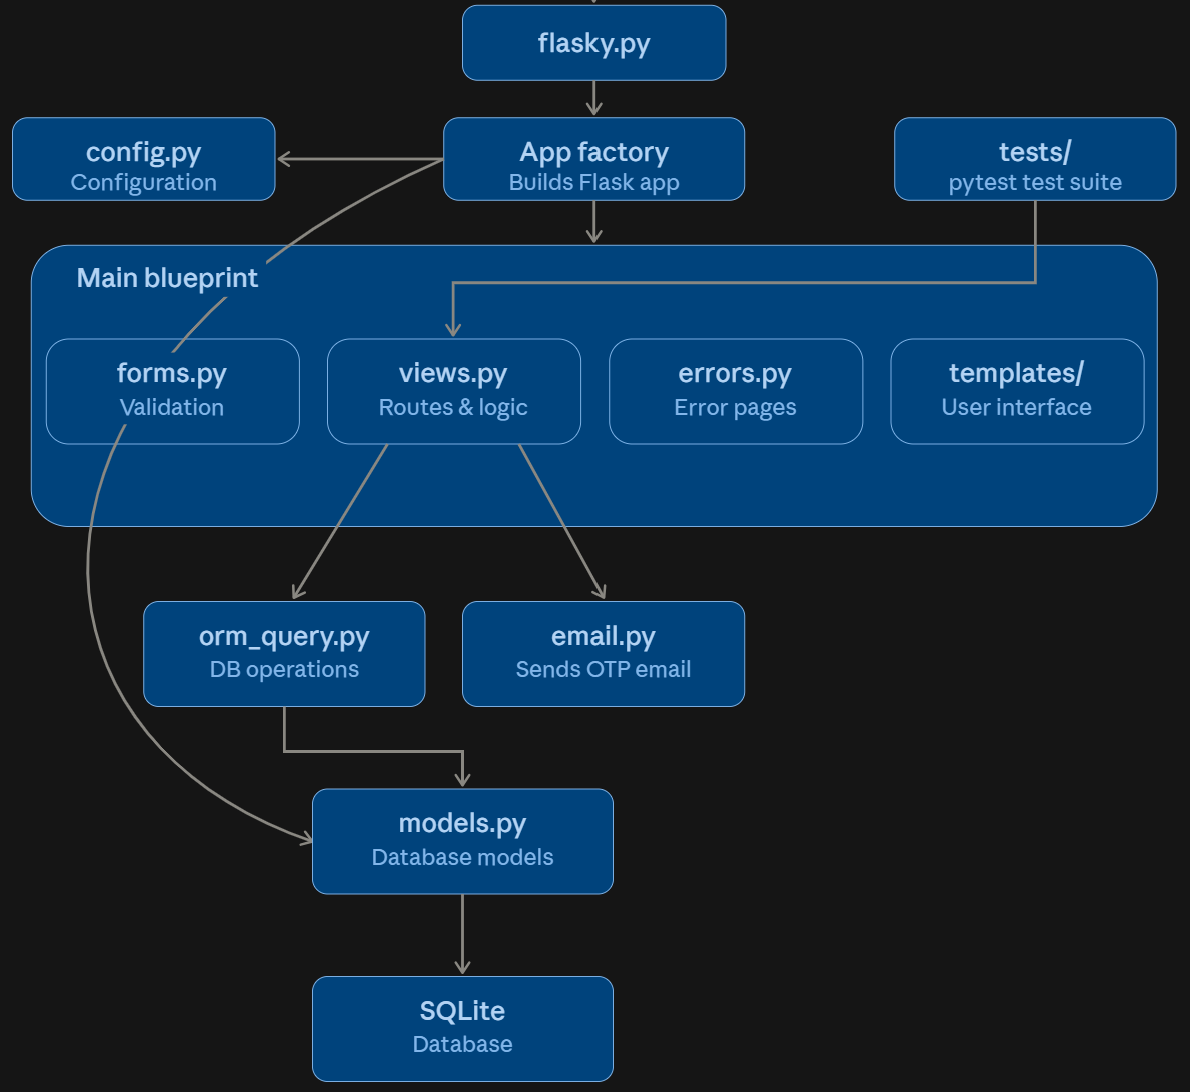 flasky.py
config.py
Configuration
App factory
Builds Flask app
tests/
pytest test suite
Main blueprint
forms.py
Validation
views.py
Routes & logic
errors.py
Error pages
templates/
User interface
orm_query.py
DB operations
email.py
Sends OTP email
models.py
Database models
SQLite
Database